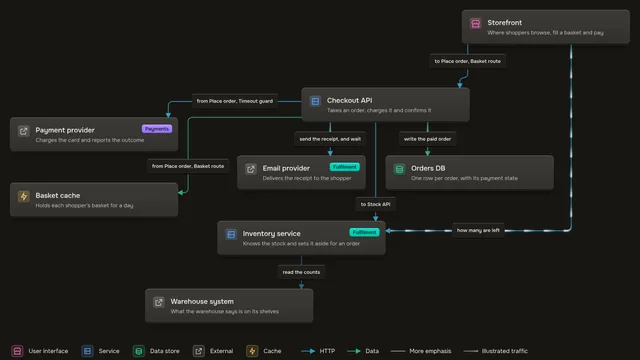 Storefront
Where shoppers browse, fill a basket and pay
to Place order, Basket route
Checkout API
Takes an order, charges it and confirms it
from Place order, Timeout guard
Payment provider
Payments
Charges the card and reports the outcome
send the receipt, and wait
write the paid order
from Place order, Basket route
Email provider
Fulfilment
Delivers the receipt to the shopper
Orders DB
One row per order, with its payment state
Basket cache
Holds each shopper's basket for a day
to Stock API
Inventory service
Fulfilment
Knows the stock and sets it aside for an order
how many are left
read the counts
Warehouse system
What the warehouse says is on its shelves
User interface
Service
Data store
External
Cache
HTTP
Data
More emphasis
Illustrated traffic